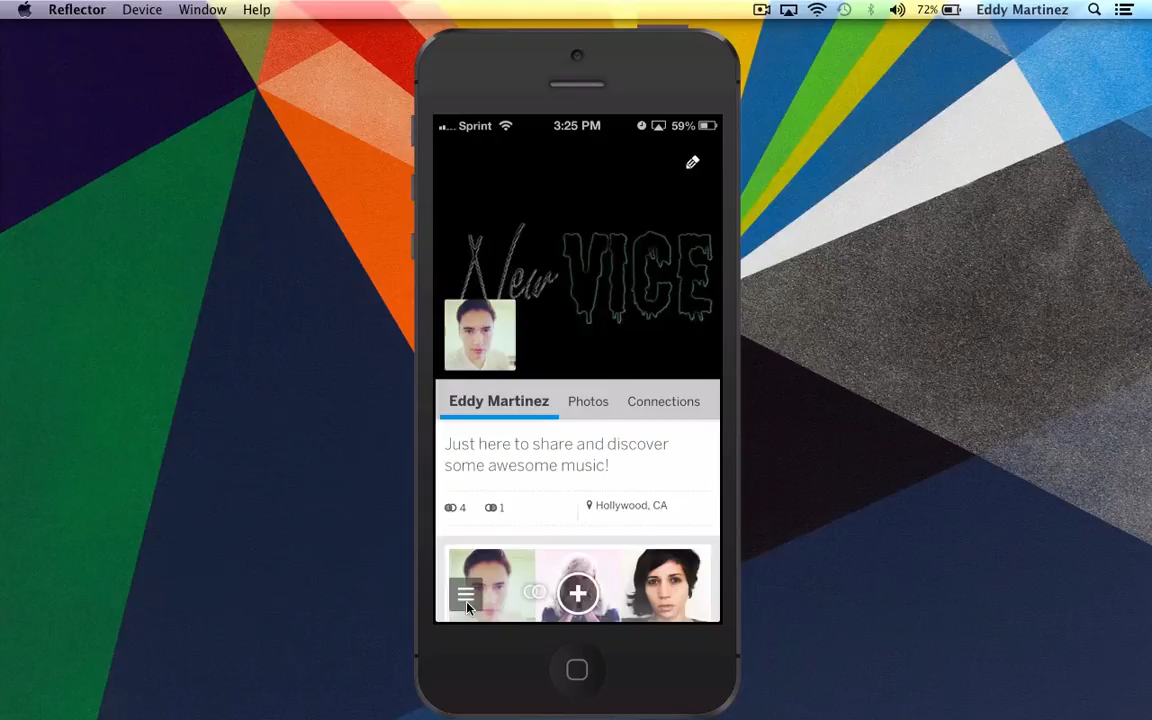 Reflector Device Window Help 72% Eddy Martinez
Sprint 3:25 PM 59%
New VICE
Eddy Martinez Photos Connections
Just here to share and discover
some awesome music!
4 1 Hollywood, CA